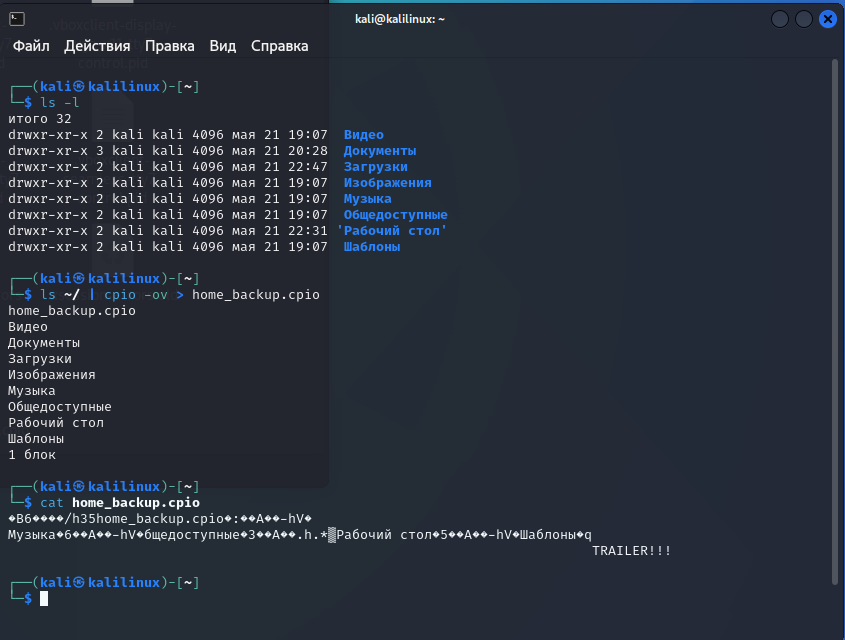 kali@kalilinux: ~
Файл Действия Правка Вид Справка
┌──(kali㉿kalilinux)-[~]
└─$ ls -l
итого 32
drwxr-xr-x 2 kali kali 4096 мая 21 19:07  Видео
drwxr-xr-x 3 kali kali 4096 мая 21 20:28  Документы
drwxr-xr-x 2 kali kali 4096 мая 21 22:47  Загрузки
drwxr-xr-x 2 kali kali 4096 мая 21 19:07  Изображения
drwxr-xr-x 2 kali kali 4096 мая 21 19:07  Музыка
drwxr-xr-x 2 kali kali 4096 мая 21 19:07  Общедоступные
drwxr-xr-x 2 kali kali 4096 мая 21 22:31 'Рабочий стол'
drwxr-xr-x 2 kali kali 4096 мая 21 19:07  Шаблоны
┌──(kali㉿kalilinux)-[~]
└─$ ls ~/ | cpio -ov > home_backup.cpio
home_backup.cpio
Видео
Документы
Загрузки
Изображения
Музыка
Общедоступные
Рабочий стол
Шаблоны
1 блок
┌──(kali㉿kalilinux)-[~]
└─$ cat home_backup.cpio
�B6����/h35home_backup.cpio�:��A��-hV�
Музыка�6��A��-hV�бщедоступные�3��A��.h.*▒Рабочий стол�5��A��-hV�Шаблоны�q
TRAILER!!!
┌──(kali㉿kalilinux)-[~]
└─$